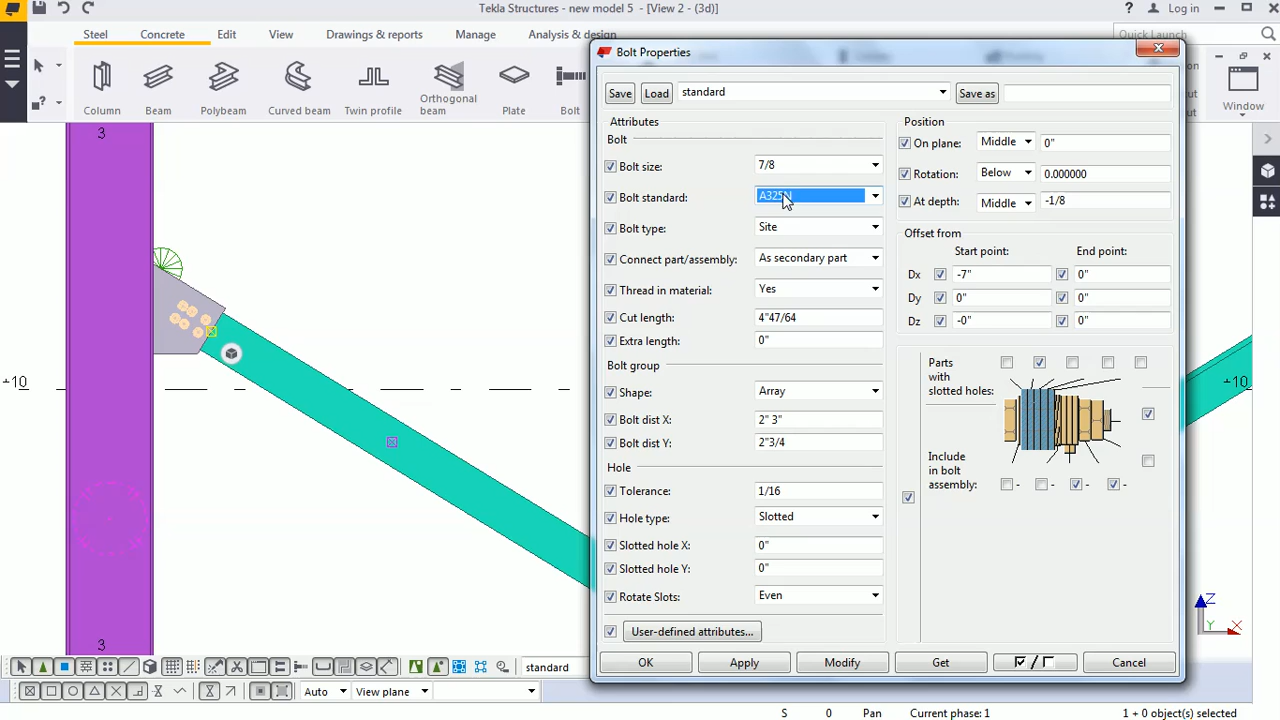 Tekla Structures - new model 5 - [View 2 - (3d)]
Log in
Steel Concrete Edit View Drawings & reports Manage Analysis & design
Quick Launch
Column Beam Polybeam Curved beam Twin profile Orthogonal beam Plate Bolt
Window
Bolt Properties
Save Load standard Save as
Attributes
Bolt
Bolt size: 7/8
Bolt standard: A325N
Bolt type: Site
Connect part/assembly: As secondary part
Thread in material: Yes
Cut length: 4"47/64
Extra length: 0"
Bolt group
Shape: Array
Bolt dist X: 2" 3"
Bolt dist Y: 2"3/4
Hole
Tolerance: 1/16
Hole type: Slotted
Slotted hole X: 0"
Slotted hole Y: 0"
Rotate Slots: Even
User-defined attributes...
Position
On plane: Middle 0"
Rotation: Below 0.000000
At depth: Middle -1/8
Offset from
Start point: End point:
Dx -7" 0"
Dy 0" 0"
Dz -0" 0"
Parts
with
slotted holes:
Include
in bolt
assembly: - - - -
OK Apply Modify Get / Cancel
3
+10
+10
3
Z
Y X
standard
Auto View plane
S 0 Pan Current phase: 1 1 + 0 object(s) selected